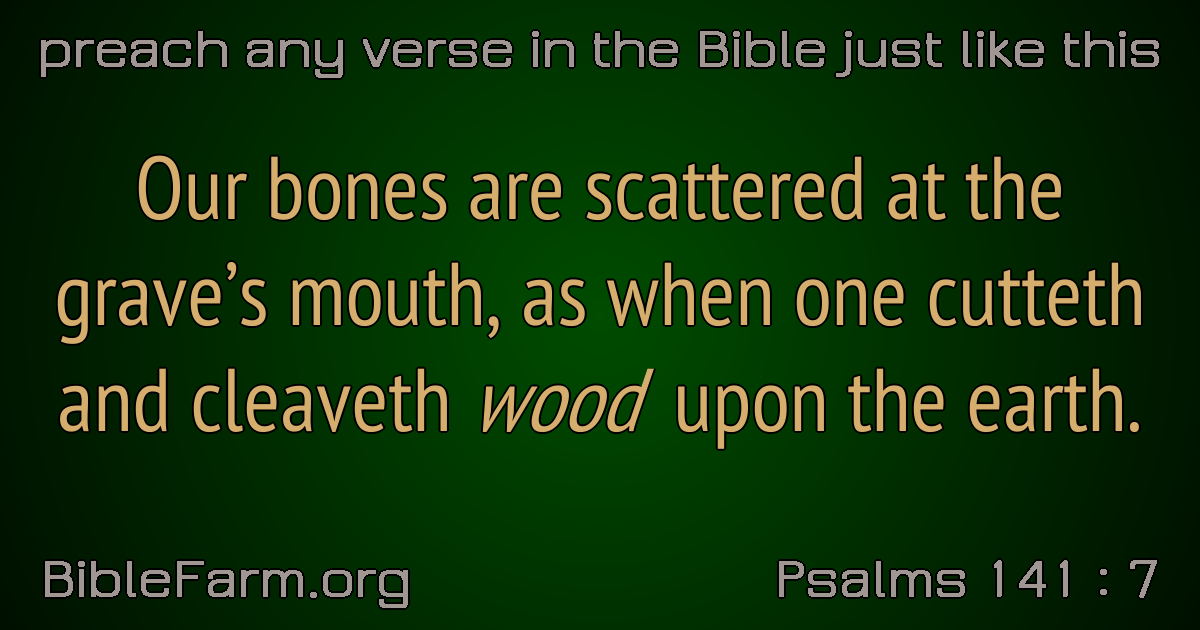 preach any verse in the Bible just like this
Our bones are scattered at the
grave’s mouth, as when one cutteth
and cleaveth wood upon the earth.
BibleFarm.org
Psalms 141 : 7